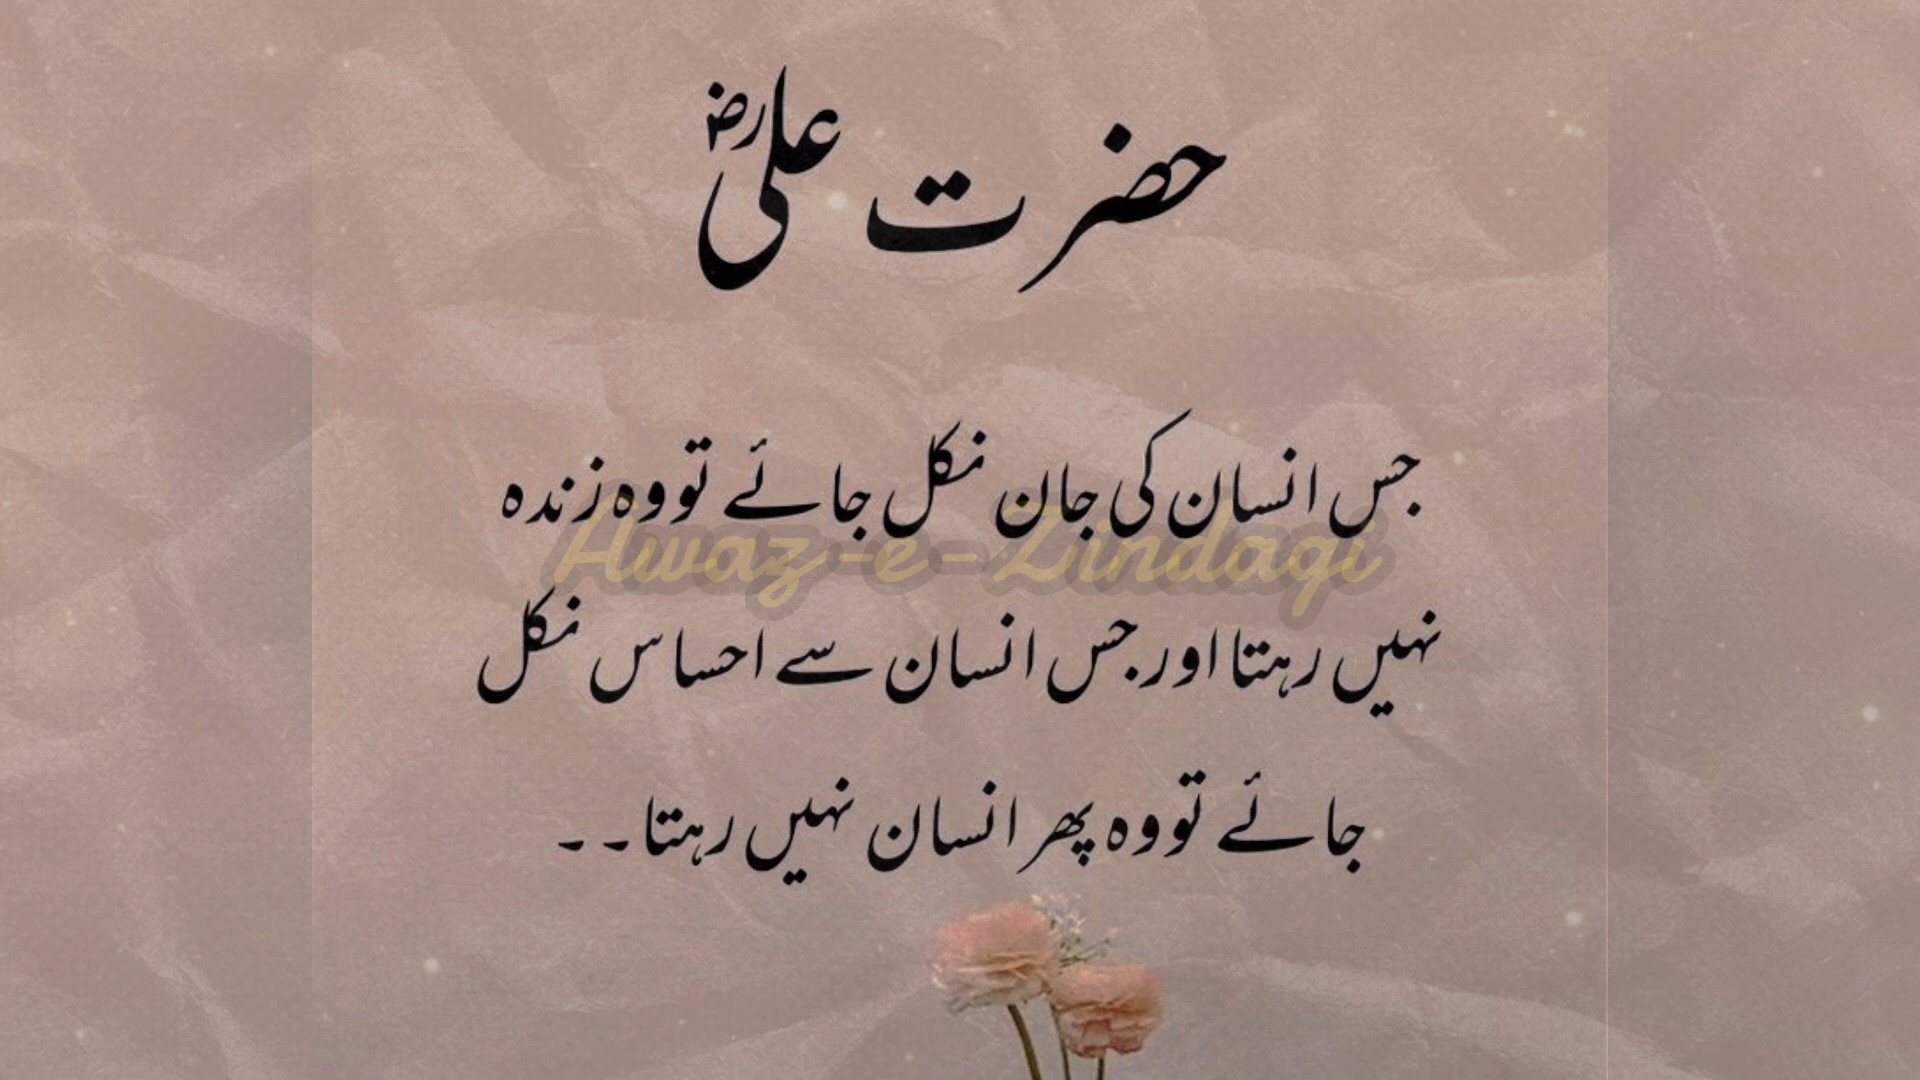 حضرت علیؓ
جس انسان کی جان نکل جائے تو وہ زندہ
Awaz-e-Zindagi
نہیں رہتا اور جس انسان سے احساس نکل
جائے تو وہ پھر انسان نہیں رہتا۔۔